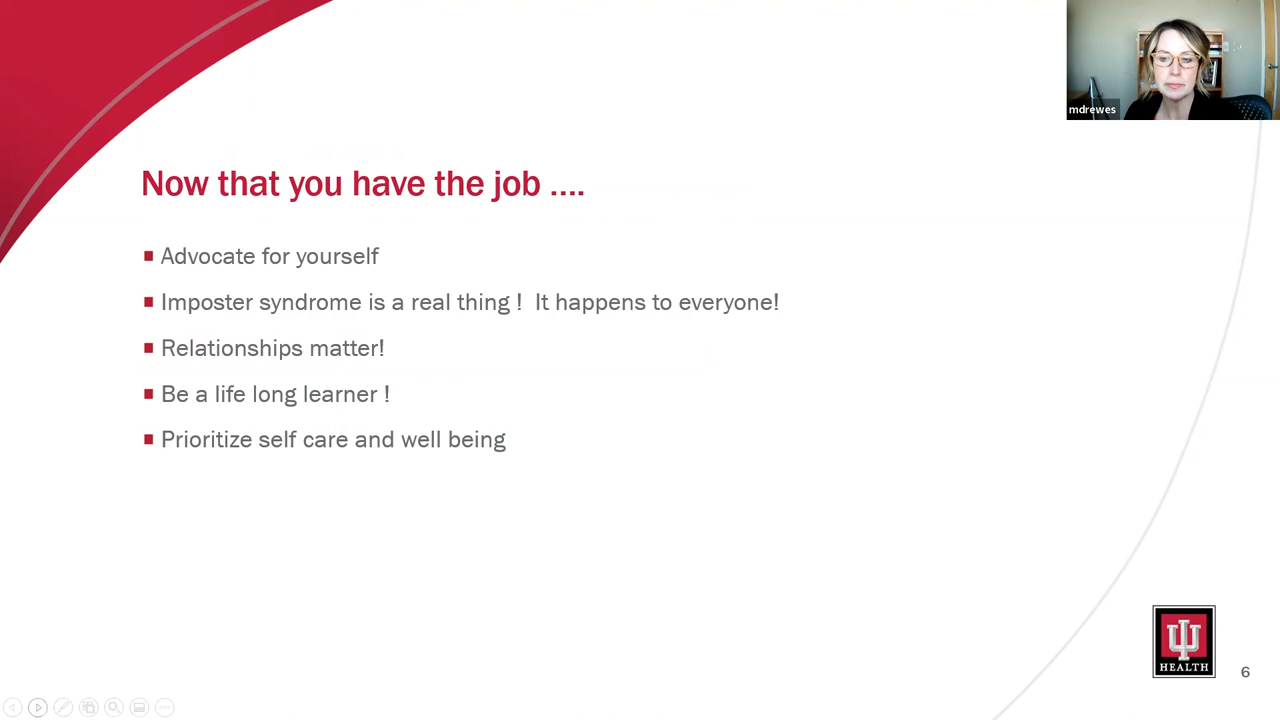 mdrewes
Now that you have the job ....
Advocate for yourself
Imposter syndrome is a real thing !  It happens to everyone!
Relationships matter!
Be a life long learner !
Prioritize self care and well being
HEALTH
6